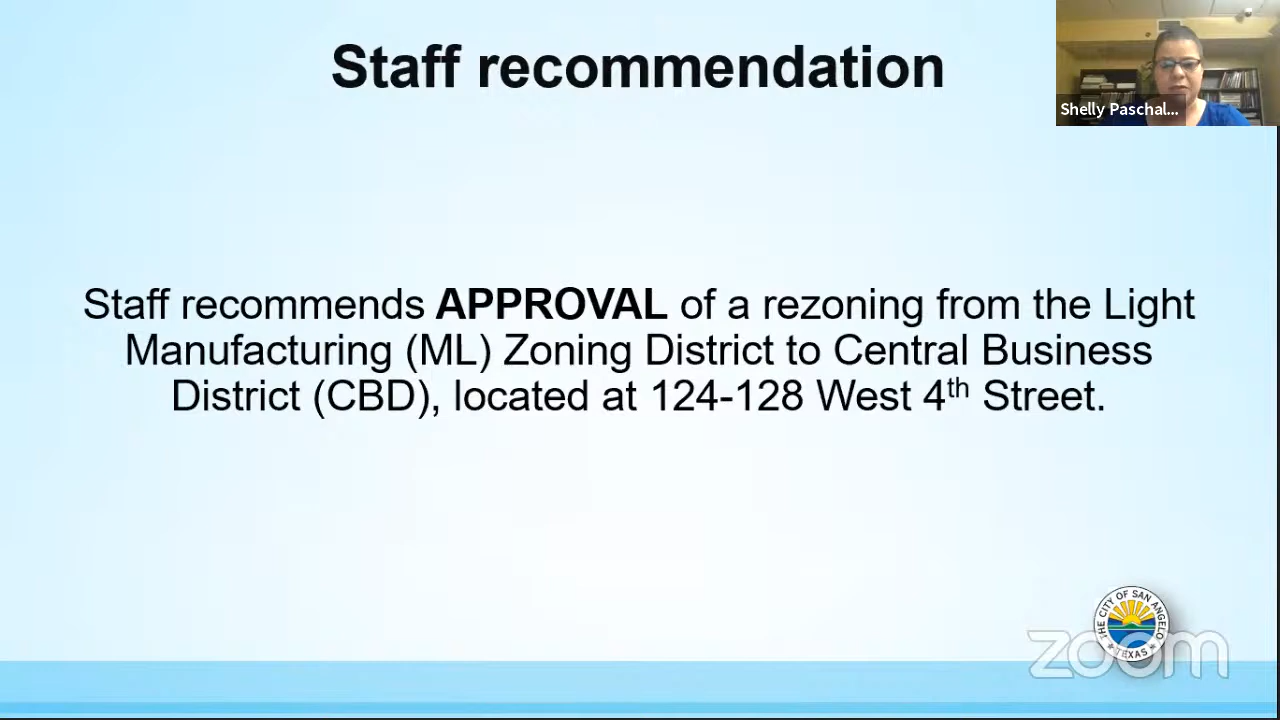 Staff recommendation
Shelly Paschal...
Staff recommends APPROVAL of a rezoning from the Light
Manufacturing (ML) Zoning District to Central Business
District (CBD), located at 124-128 West 4th Street.
THE CITY OF SAN ANGELO
TEXAS
zoom